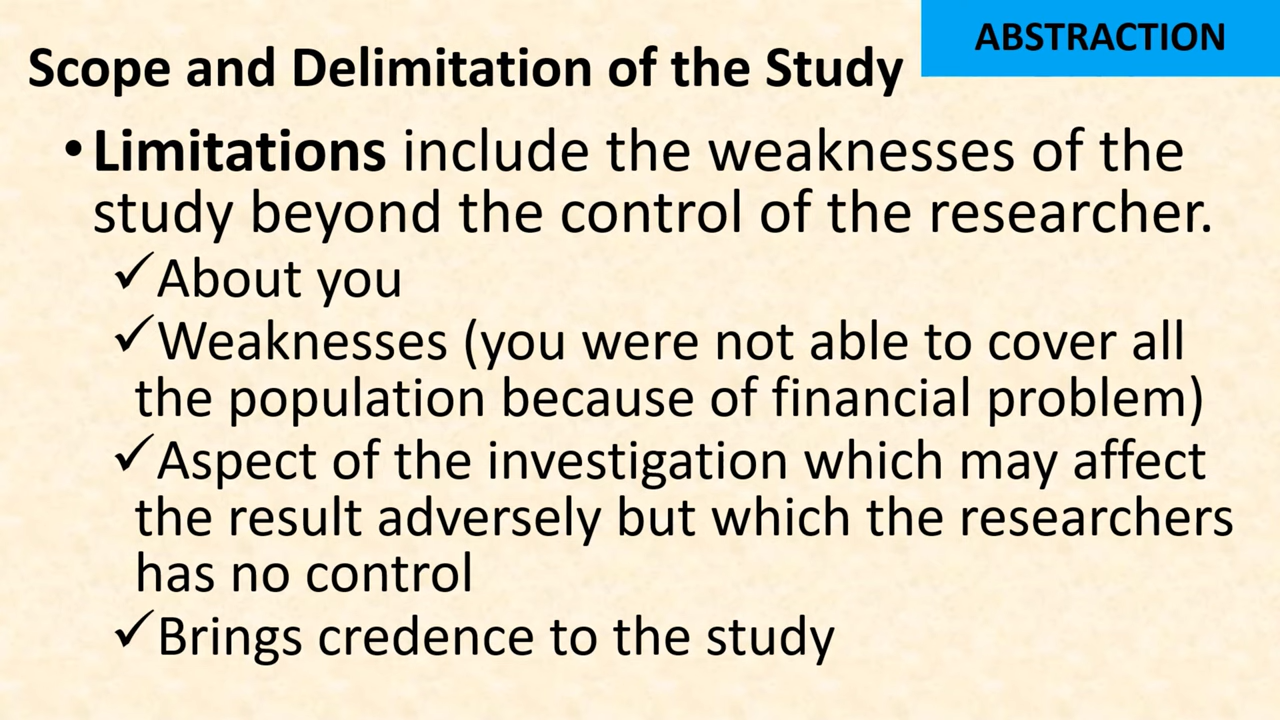 ABSTRACTION
Scope and Delimitation of the Study
•Limitations include the weaknesses of the
study beyond the control of the researcher.
✓About you
✓Weaknesses (you were not able to cover all
the population because of financial problem)
✓Aspect of the investigation which may affect
the result adversely but which the researchers
has no control
✓Brings credence to the study